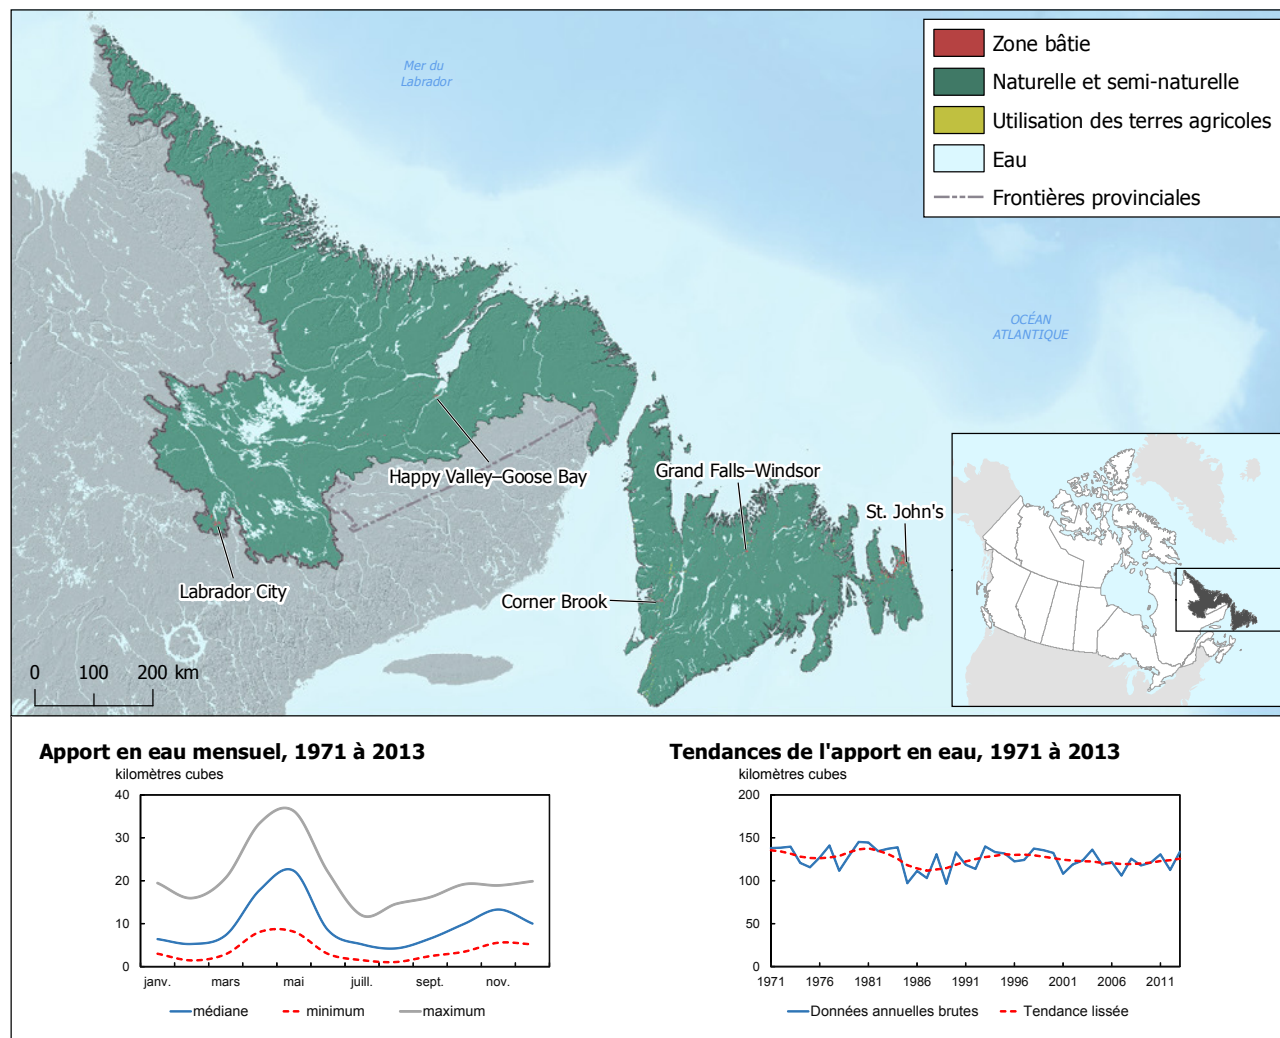 Mer du
Labrador
Zone bâtie
Naturelle et semi-naturelle
Utilisation des terres agricoles
Eau
Frontières provinciales
OCÉAN
ATLANTIQUE
Happy Valley–Goose Bay
Grand Falls–Windsor
St. John's
Labrador City
Corner Brook
0 100 200 km
Apport en eau mensuel, 1971 à 2013
kilomètres cubes
40
30
20
10
0
janv. mars mai juill. sept. nov.
médiane minimum maximum
Tendances de l'apport en eau, 1971 à 2013
kilomètres cubes
200
150
100
50
0
1971 1976 1981 1986 1991 1996 2001 2006 2011
Données annuelles brutes Tendance lissée